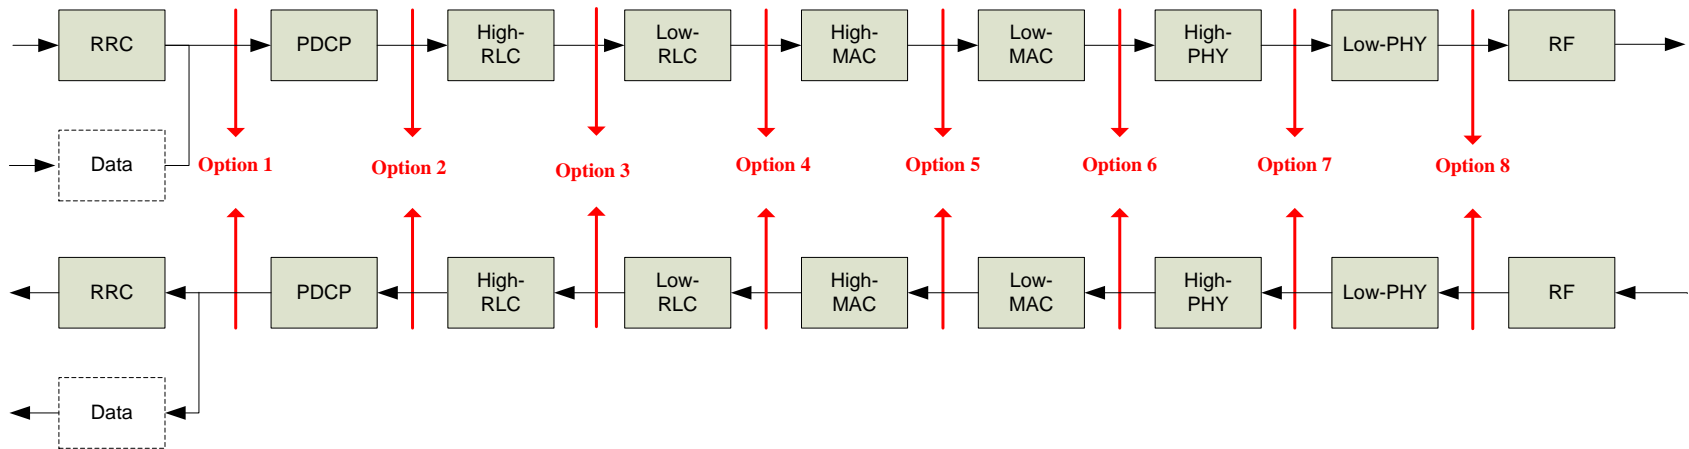 RRC
PDCP
High-
RLC
Low-
RLC
High-
MAC
Low-
MAC
High-
PHY
Low-PHY
RF
Data
Option 1
Option 2
Option 3
Option 4
Option 5
Option 6
Option 7
Option 8
RRC
PDCP
High-
RLC
Low-
RLC
High-
MAC
Low-
MAC
High-
PHY
Low-PHY
RF
Data